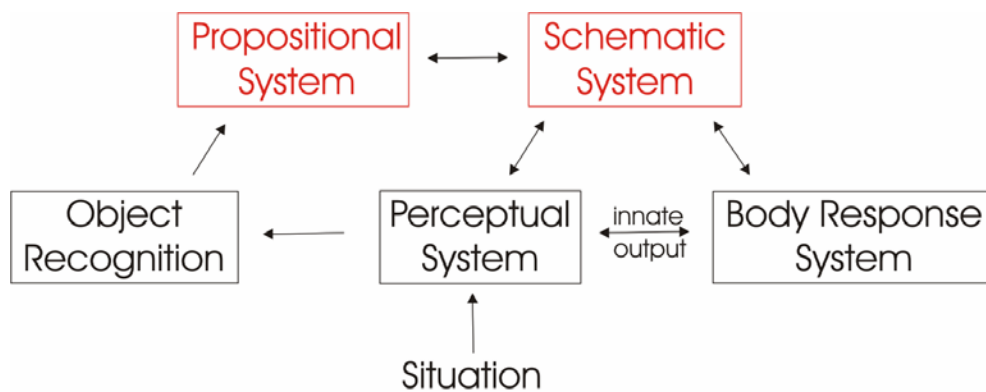 Propositional
System
Schematic
System
Object
Recognition
Perceptual
System
innate
output
Body Response
System
Situation